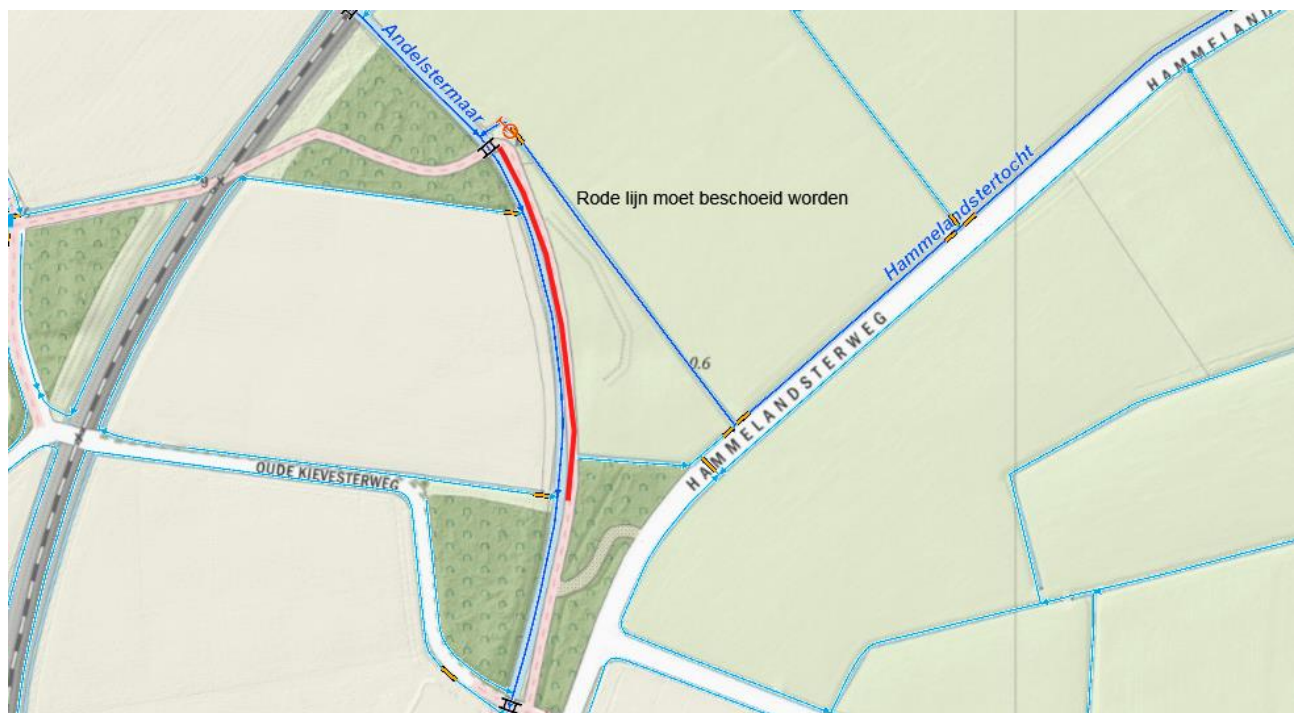 Andelstermaar
HAMMELAND
Rode lijn moet beschoeid worden
Hammelandstertocht
0.6
HAMMELANDSTERWEG
OUDE KIEVESTERWEG